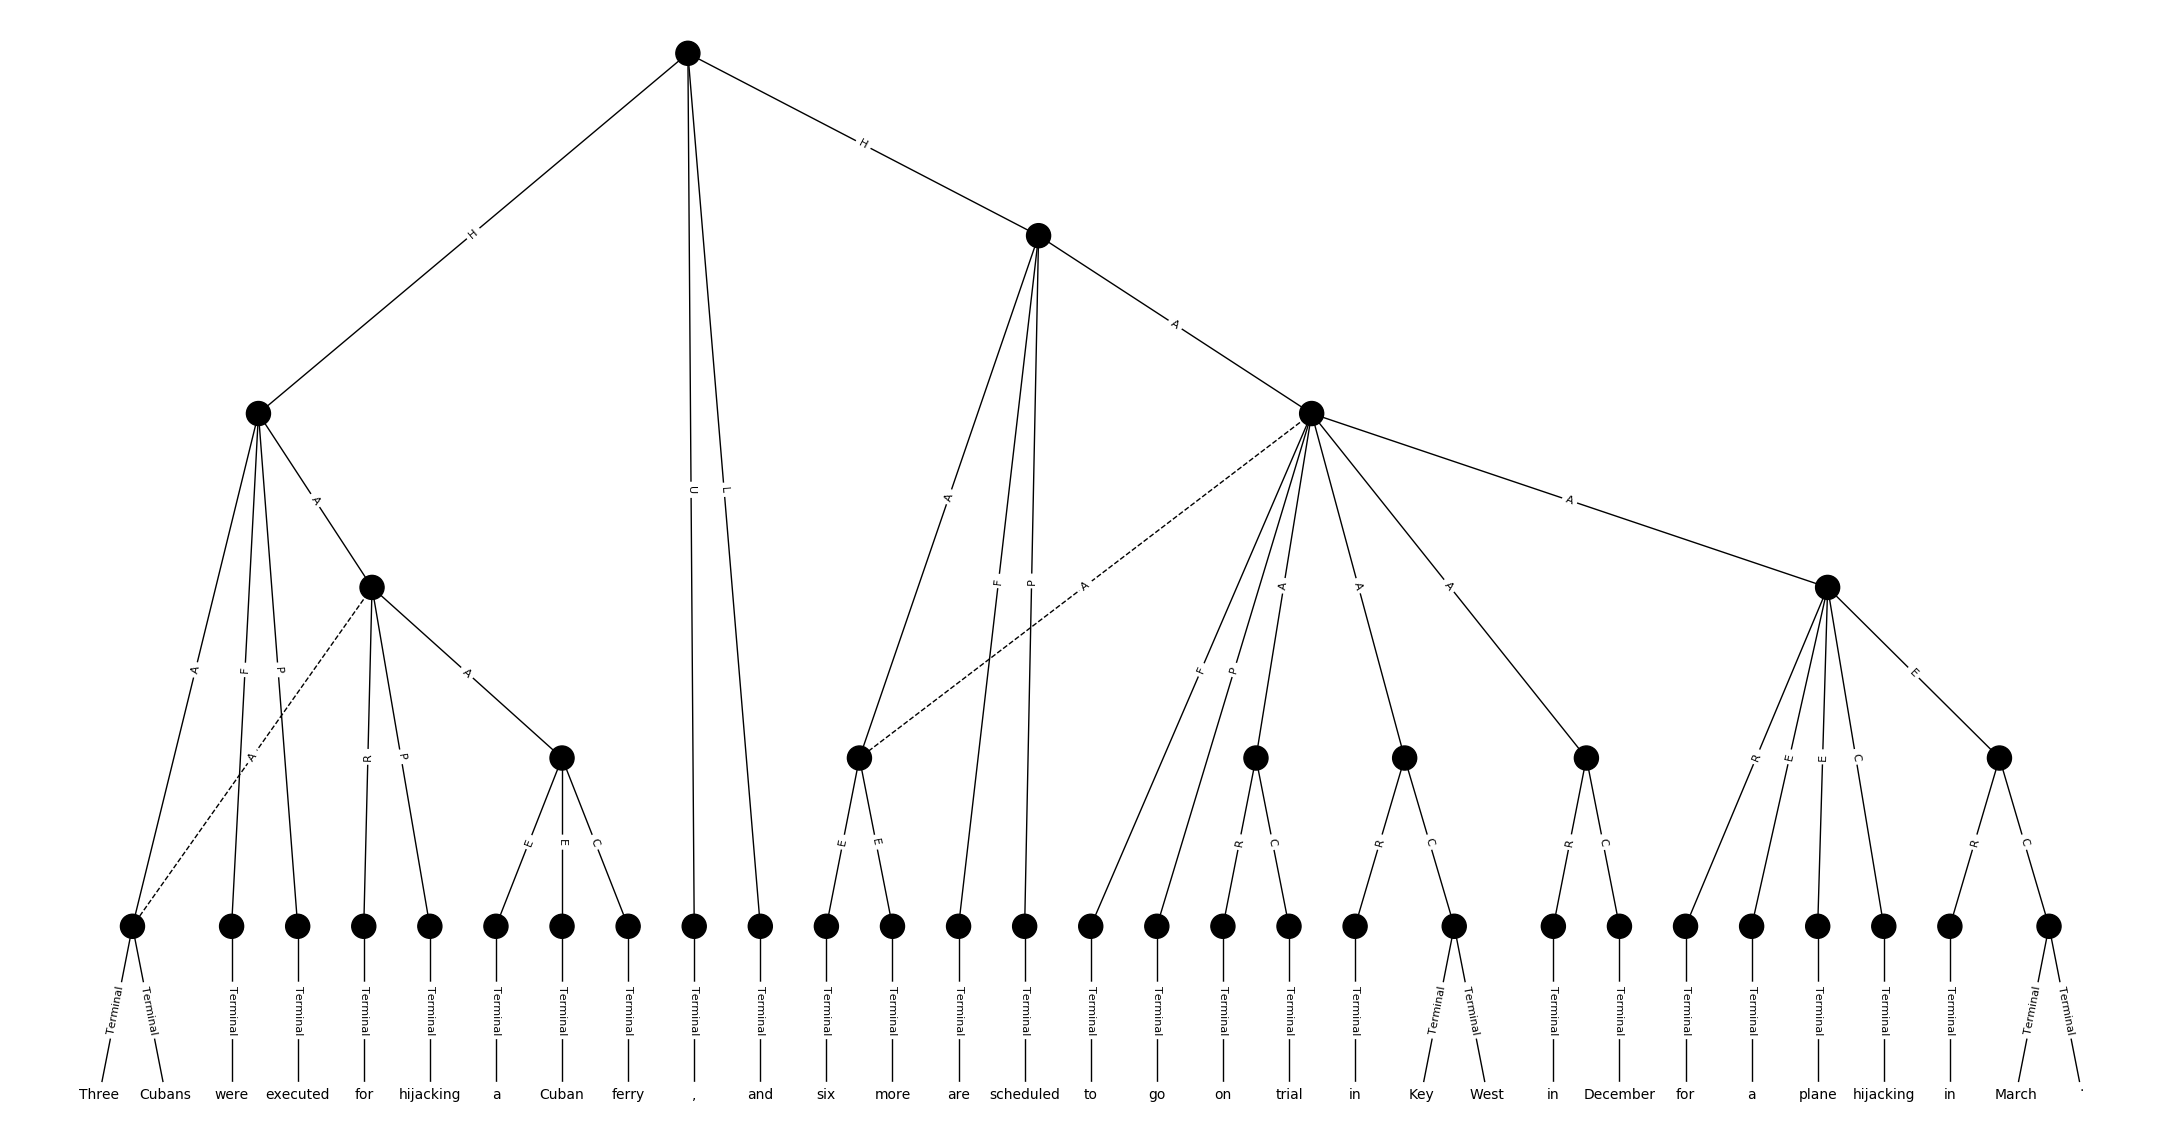 H
H
A
A
A
A
U
L
F
P
A
A
A
A
F
P
A
F
P
A
A
R
P
R
E
E
C
E
E
E
C
E
E
R
C
R
C
R
C
R
C
Terminal Terminal Terminal Terminal Terminal Terminal Terminal Terminal Terminal Terminal Terminal Terminal Terminal Terminal Terminal Terminal Terminal Terminal Terminal Terminal Terminal Terminal Terminal Terminal Terminal Terminal Terminal Terminal Terminal Terminal Terminal
Three Cubans were executed for hijacking a Cuban ferry , and six more are scheduled to go on trial in Key West in December for a plane hijacking in March .